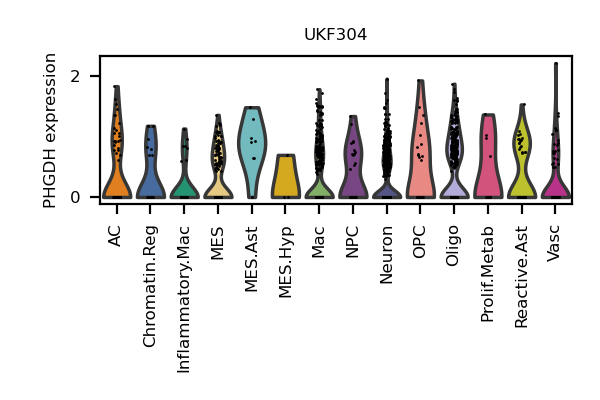 UKF304
PHGDH expression
2
0
AC
Chromatin.Reg
Inflammatory.Mac
MES
MES.Ast
MES.Hyp
Mac
NPC
Neuron
OPC
Oligo
Prolif.Metab
Reactive.Ast
Vasc